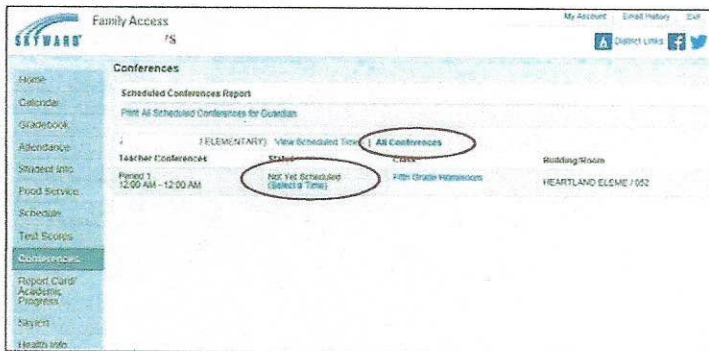 My Account Email History Exit
Family Access
SKYWARD
District Links
Conferences
Scheduled Conferences Report
Print All Scheduled Conferences for Guardian
ELEMENTARY) View Scheduled Time | All Conferences
Teacher Conferences Status Class Building/Room
Period 1 Not Yet Scheduled Fifth Grade Homeroom HEARTLAND ELEME / 052
12:00 AM - 12:00 AM (Select a Time)
Home
Calendar
Gradebook
Attendance
Student Info
Food Service
Schedule
Test Scores
Conferences
Report Card/
Academic
Progress
Skylert
Health Info